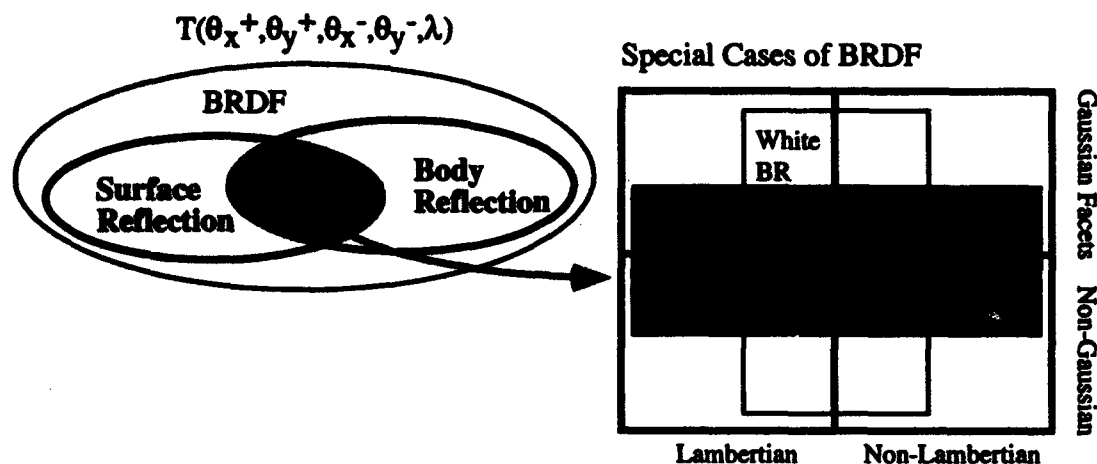 T(θx+,θy+,θx-,θy-,λ)
BRDF
Surface
Reflection
Body
Reflection
Special Cases of BRDF
White
BR
Gaussian Facets
Non-Gaussian
Lambertian
Non-Lambertian